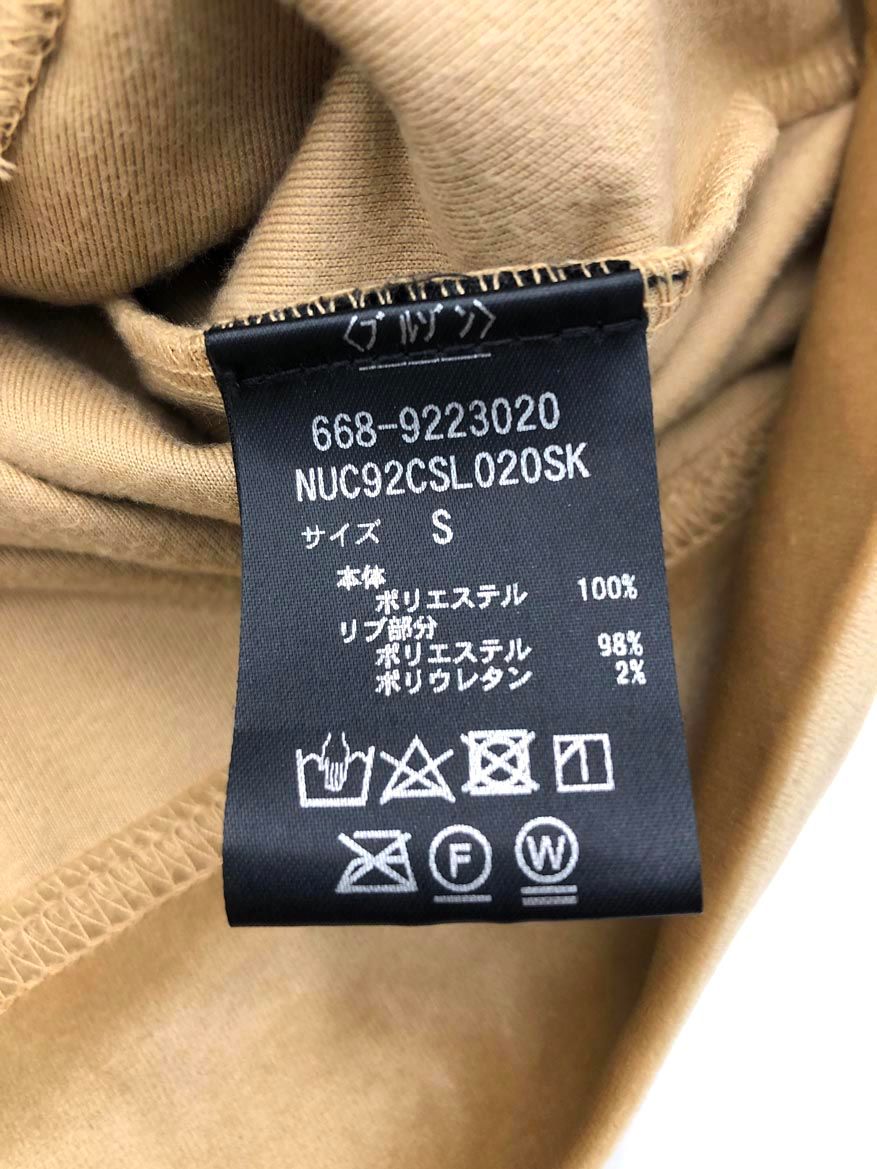 〈ブルゾン〉
668-9223020
NUC92CSL020SK
サイズ S
本体
ポリエステル 100%
リブ部分
ポリエステル 98%
ポリウレタン 2%
F W